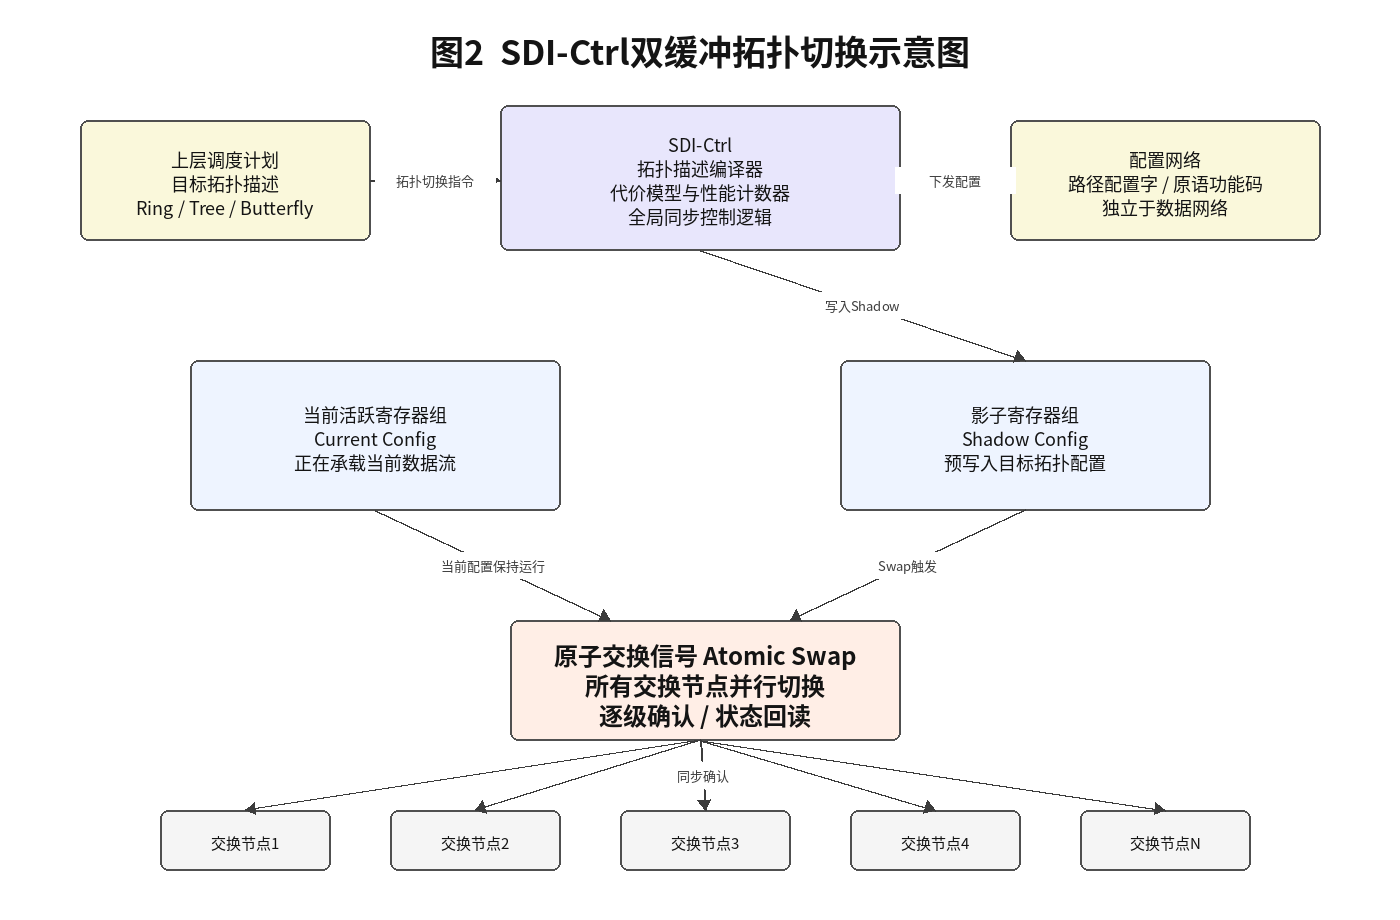 图2 SDI-Ctrl双缓冲拓扑切换示意图
上层调度计划
目标拓扑描述
Ring / Tree / Butterfly
拓扑切换指令
SDI-Ctrl
拓扑描述编译器
代价模型与性能计数器
全局同步控制逻辑
下发配置
配置网络
路径配置字 / 原语功能码
独立于数据网络
写入Shadow
当前活跃寄存器组
Current Config
正在承载当前数据流
影子寄存器组
Shadow Config
预写入目标拓扑配置
当前配置保持运行
Swap触发
原子交换信号 Atomic Swap
所有交换节点并行切换
逐级确认 / 状态回读
同步确认
交换节点1
交换节点2
交换节点3
交换节点4
交换节点N